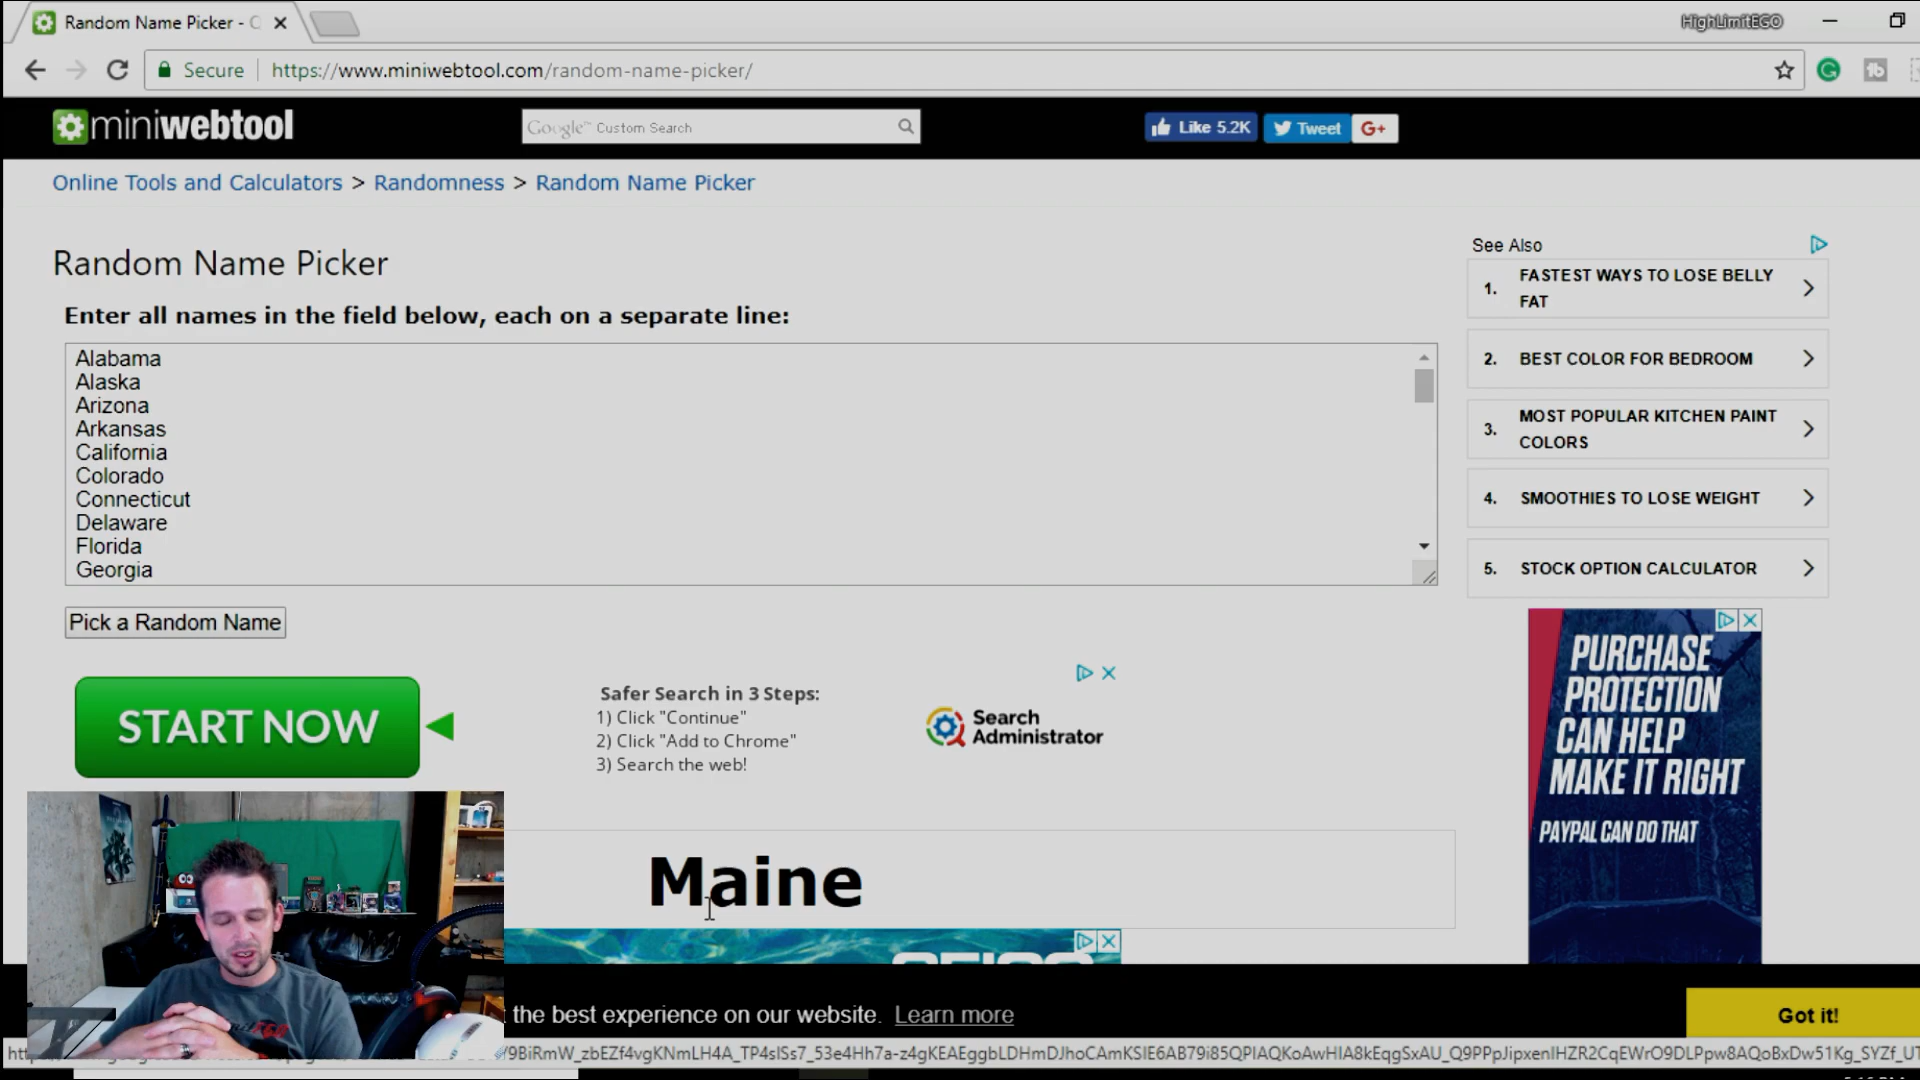 Random Name Picker - C
HighLimitEGO
Secure
https://www.miniwebtool.com/random-name-picker/
miniwebtool
Google™ Custom Search
Like 5.2K
Tweet
G+
Online Tools and Calculators > Randomness > Random Name Picker
Random Name Picker
Enter all names in the field below, each on a separate line:
Alabama
Alaska
Arizona
Arkansas
California
Colorado
Connecticut
Delaware
Florida
Georgia
Pick a Random Name
See Also
1. FASTEST WAYS TO LOSE BELLY
FAT
2. BEST COLOR FOR BEDROOM
3. MOST POPULAR KITCHEN PAINT
COLORS
4. SMOOTHIES TO LOSE WEIGHT
5. STOCK OPTION CALCULATOR
START NOW
Safer Search in 3 Steps:
1) Click "Continue"
2) Click "Add to Chrome"
3) Search the web!
Search
Administrator
PURCHASE
PROTECTION
CAN HELP
MAKE IT RIGHT
PAYPAL CAN DO THAT
Maine
GEICO
the best experience on our website. Learn more
Got it!